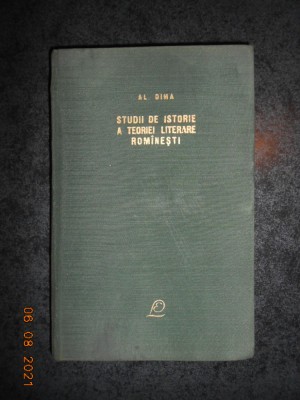 AL. DIMA
STUDII DE ISTORIE
A TEORIEI LITERARE
ROMÎNEȘTI
06 08 2021